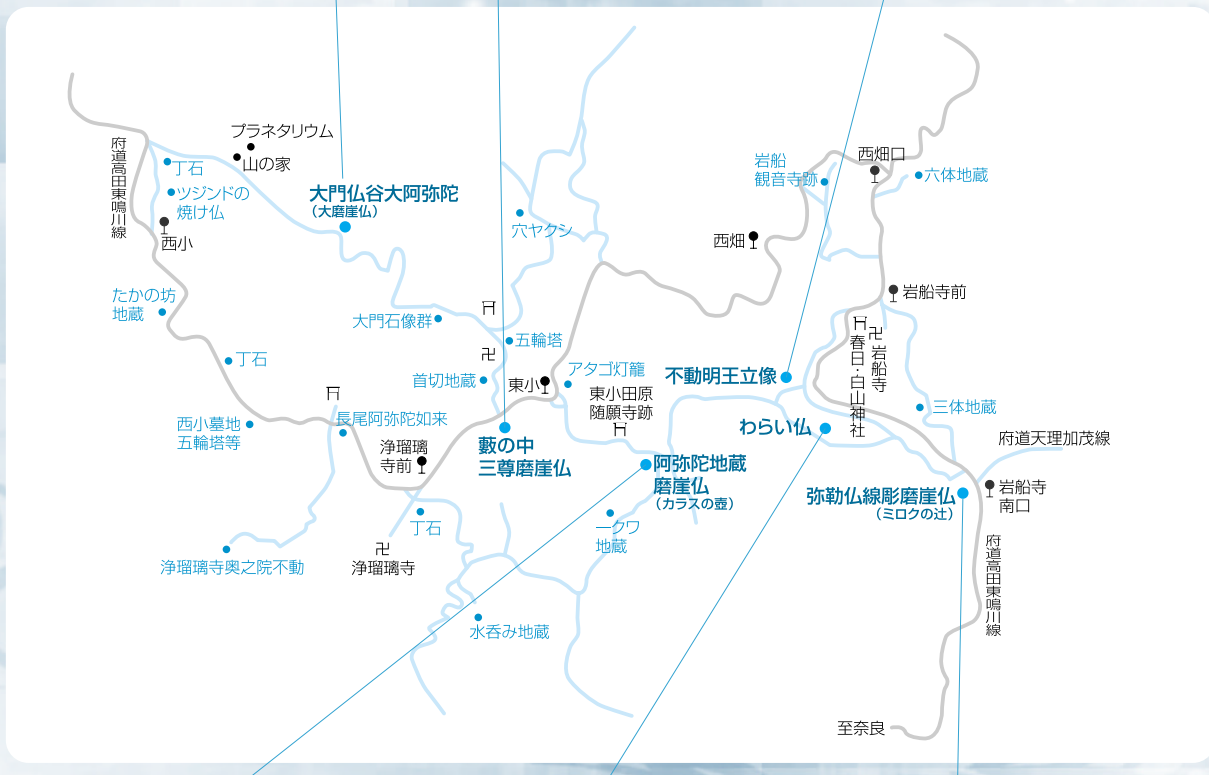 プラネタリウム
山の家
府道高田東鳴川線
丁石
ツジンドの
焼け仏
西小
大門仏谷大阿弥陀
(大磨崖仏)
穴ヤクシ
岩船
観音寺跡
西畑口
六体地蔵
西畑
たかの坊
地蔵
大門石像群
岩船寺前
丁石
五輪塔
首切地蔵
東小
アタゴ灯籠
東小田原
随願寺跡
不動明王立像
春日・白山神社
卍岩船寺
三体地蔵
西小墓地
五輪塔等
長尾阿弥陀如来
浄瑠璃
寺前
藪の中
三尊磨崖仏
わらい仏
府道天理加茂線
阿弥陀地蔵
磨崖仏
(カラスの壺)
弥勒仏線彫磨崖仏
(ミロクの辻)
岩船寺
南口
丁石
一クワ
地蔵
卍
浄瑠璃寺
浄瑠璃寺奥之院不動
府道高田東鳴川線
水呑み地蔵
至奈良
卍